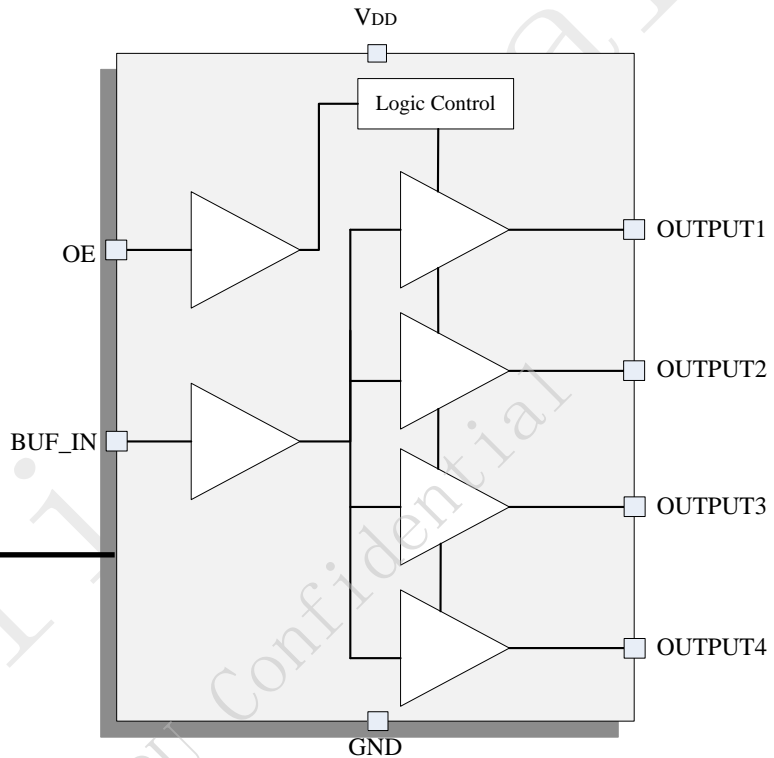 VDD
Logic Control
OE
OUTPUT1
OUTPUT2
BUF_IN
OUTPUT3
OUTPUT4
GND
Confidential